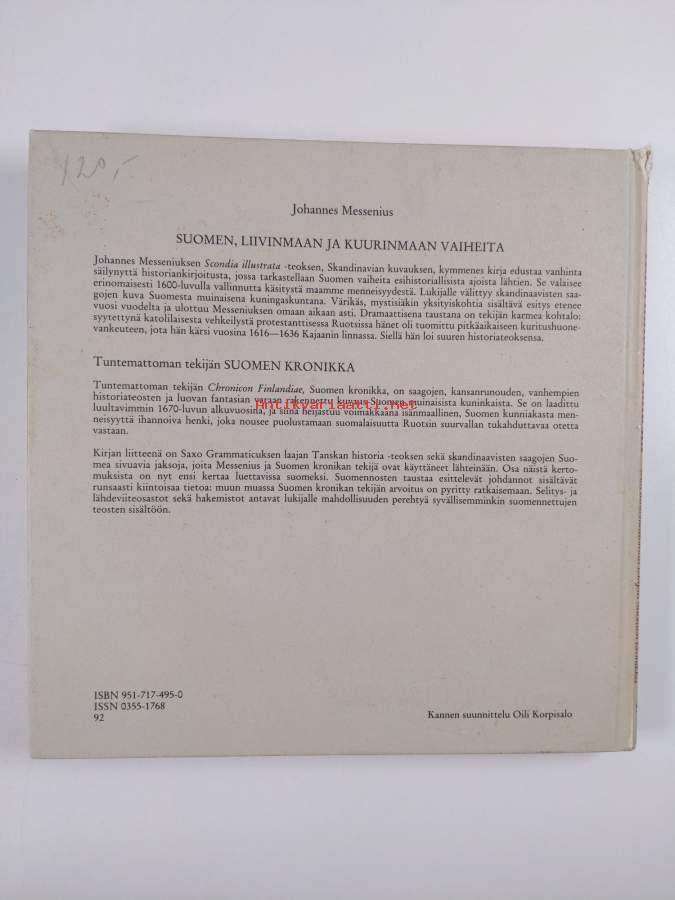 120,-
Johannes Messenius
SUOMEN, LIIVINMAAN JA KUURINMAAN VAIHEITA
Johannes Messeniuksen Scondia illustrata -teoksen, Skandinavian kuvauksen, kymmenes kirja edustaa vanhinta
säilynyttä historiankirjoitusta, jossa tarkastellaan Suomen vaiheita esihistoriallisista ajoista lähtien. Se valaisee
erinomaisesti 1600-luvulla vallinnutta käsitystä maamme menneisyydestä. Lukijalle välittyy skandinaavisten saa-
gojen kuva Suomesta muinaisena kuningaskuntana. Värikäs, mystisiäkin yksityiskohtia sisältävä esitys etenee
vuosi vuodelta ja ulottuu Messeniuksen omaan aikaan asti. Dramaattisena taustana on tekijän karmea kohtalo:
syytettynä katolilaisesta vehkeilystä protestanttisessa Ruotsissa hänet oli tuomittu pitkäaikaiseen kuritushuone-
vankeuteen, jota hän kärsi vuosina 1616—1636 Kajaanin linnassa. Siellä hän loi suuren historiateoksensa.
Tuntemattoman tekijän SUOMEN KRONIKKA
Tuntemattoman tekijän Chronicon Finlandiae, Suomen kronikka, on saagojen, kansanrunouden, vanhempien
historiateosten ja luovan fantasian varaan rakennettu kuvaus Suomen muinaisista kuninkaista. Se on laadittu
luultavimmin 1670-luvun alkuvuosina, ja siinä heijastuu voimakkaana isänmaallinen, Suomen kunniakasta men-
neisyyttä ihannoiva henki, joka nousee puolustamaan suomalaisuutta Ruotsin suurvallan tukahduttavaa otetta
vastaan.
Antikvariaatti.net
Kirjan liitteenä on Saxo Grammaticuksen laajan Tanskan historia -teoksen sekä skandinaavisten saagojen Suo-
mea sivuavia jaksoja, joita Messenius ja Suomen kronikan tekijä ovat käyttäneet lähteinään. Osa näistä kerto-
muksista on nyt ensi kertaa luettavissa suomeksi. Suomennosten taustaa esittelevät johdannot sisältävät
runsaasti kiintoisaa tietoa: muun muassa Suomen kronikan tekijän arvoitus on pyritty ratkaisemaan. Selitys- ja
lähdeviiteosastot sekä hakemistot antavat lukijalle mahdollisuuden perehtyä syvällisemminkin suomennettujen
teosten sisältöön.
ISBN 951-717-495-0
ISSN 0355-1768
92
Kannen suunnittelu Oili Korpisalo